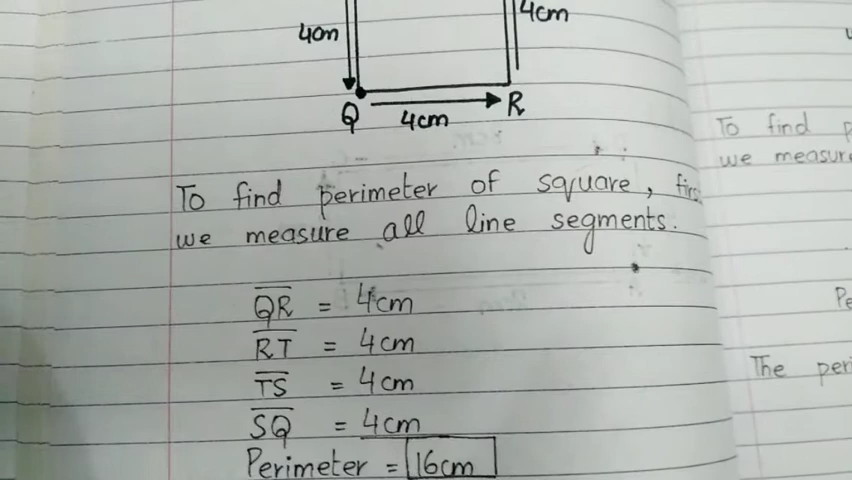 4cm
4cm
Q
4cm
R
To find perimeter of square, first
we measure all line segments.
QR = 4cm
RT = 4cm
TS = 4cm
SQ = 4cm
Perimeter = 16cm
To find
we measure
The